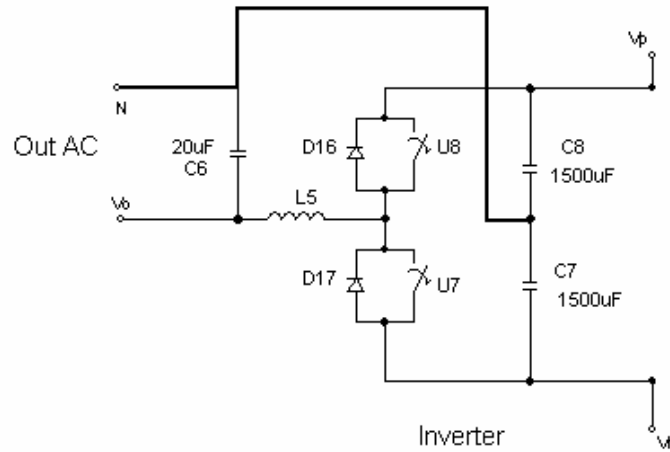 Vp
N
Out AC
20uF
C6
D16
U8
C8
1500uF
Vo
L5
D17
U7
C7
1500uF
Inverter